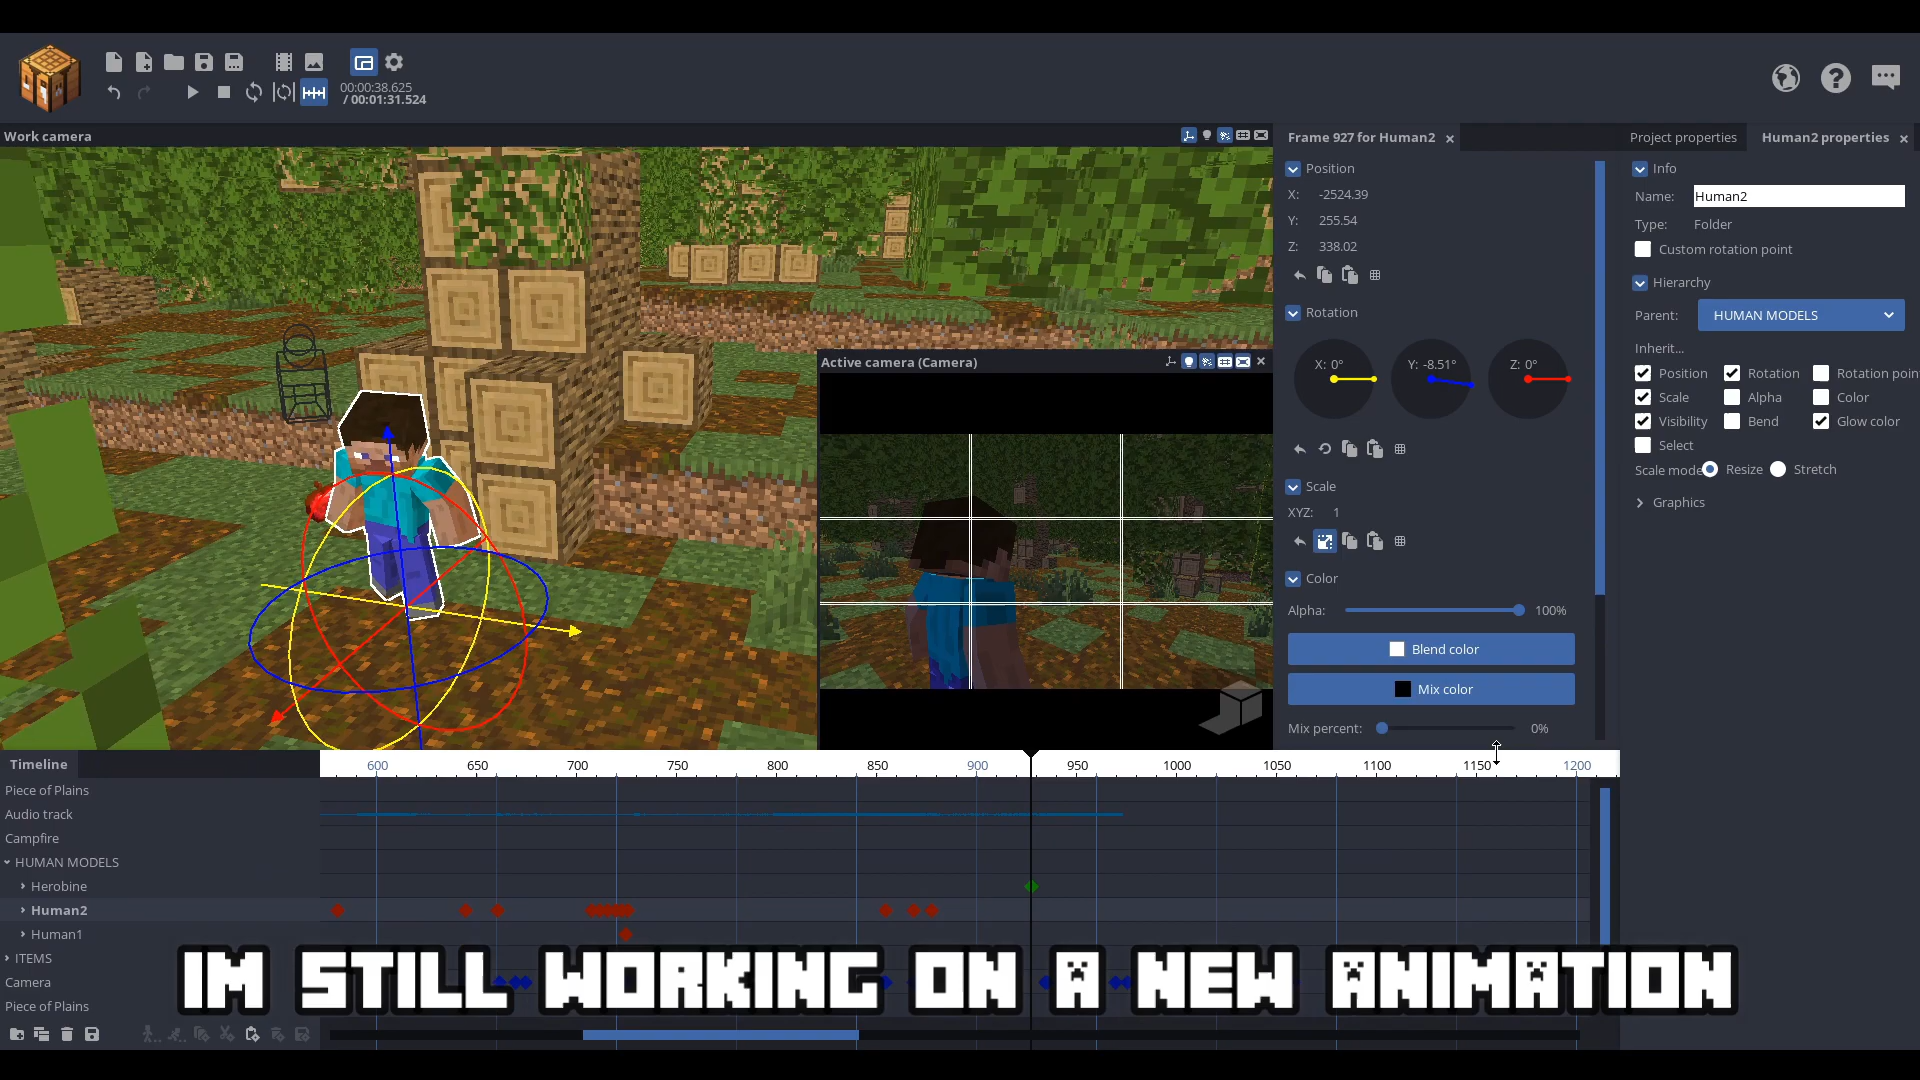 00:00:38.625
/ 00:01:31.524
Work camera
Frame 927 for Human2
Project properties
Human2 properties
Position
X: -2524.39
Y: 255.54
Z: 338.02
Rotation
X: 0°
Y: -8.51°
Z: 0°
Scale
XYZ: 1
Color
Alpha: 100%
Blend color
Mix color
Mix percent: 0%
Info
Name: Human2
Type: Folder
Custom rotation point
Hierarchy
Parent: HUMAN MODELS
Inherit...
Position Rotation Rotation poin
Scale Alpha Color
Visibility Bend Glow color
Select
Scale mode Resize Stretch
Graphics
Active camera (Camera)
Timeline
600 650 700 750 800 850 900 950 1000 1050 1100 1150 1200
Piece of Plains
Audio track
Campfire
HUMAN MODELS
Herobine
Human2
Human1
ITEMS
Camera
Piece of Plains
IM STILL WORKING ON A NEW ANIMATION